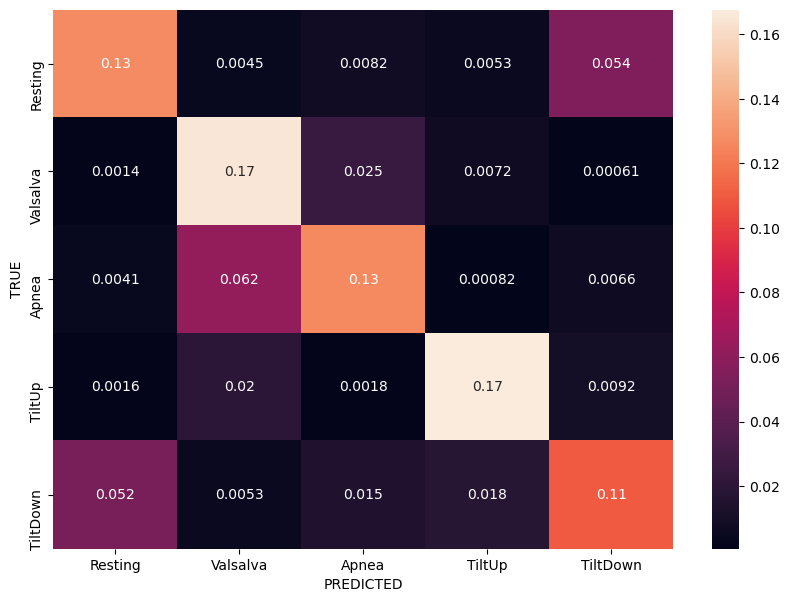 Resting 0.13 0.0045 0.0082 0.0053 0.054
Valsalva 0.0014 0.17 0.025 0.0072 0.00061
TRUE
Apnea 0.0041 0.062 0.13 0.00082 0.0066
TiltUp 0.0016 0.02 0.0018 0.17 0.0092
TiltDown 0.052 0.0053 0.015 0.018 0.11
Resting Valsalva Apnea TiltUp TiltDown
PREDICTED
0.16
0.14
0.12
0.10
0.08
0.06
0.04
0.02